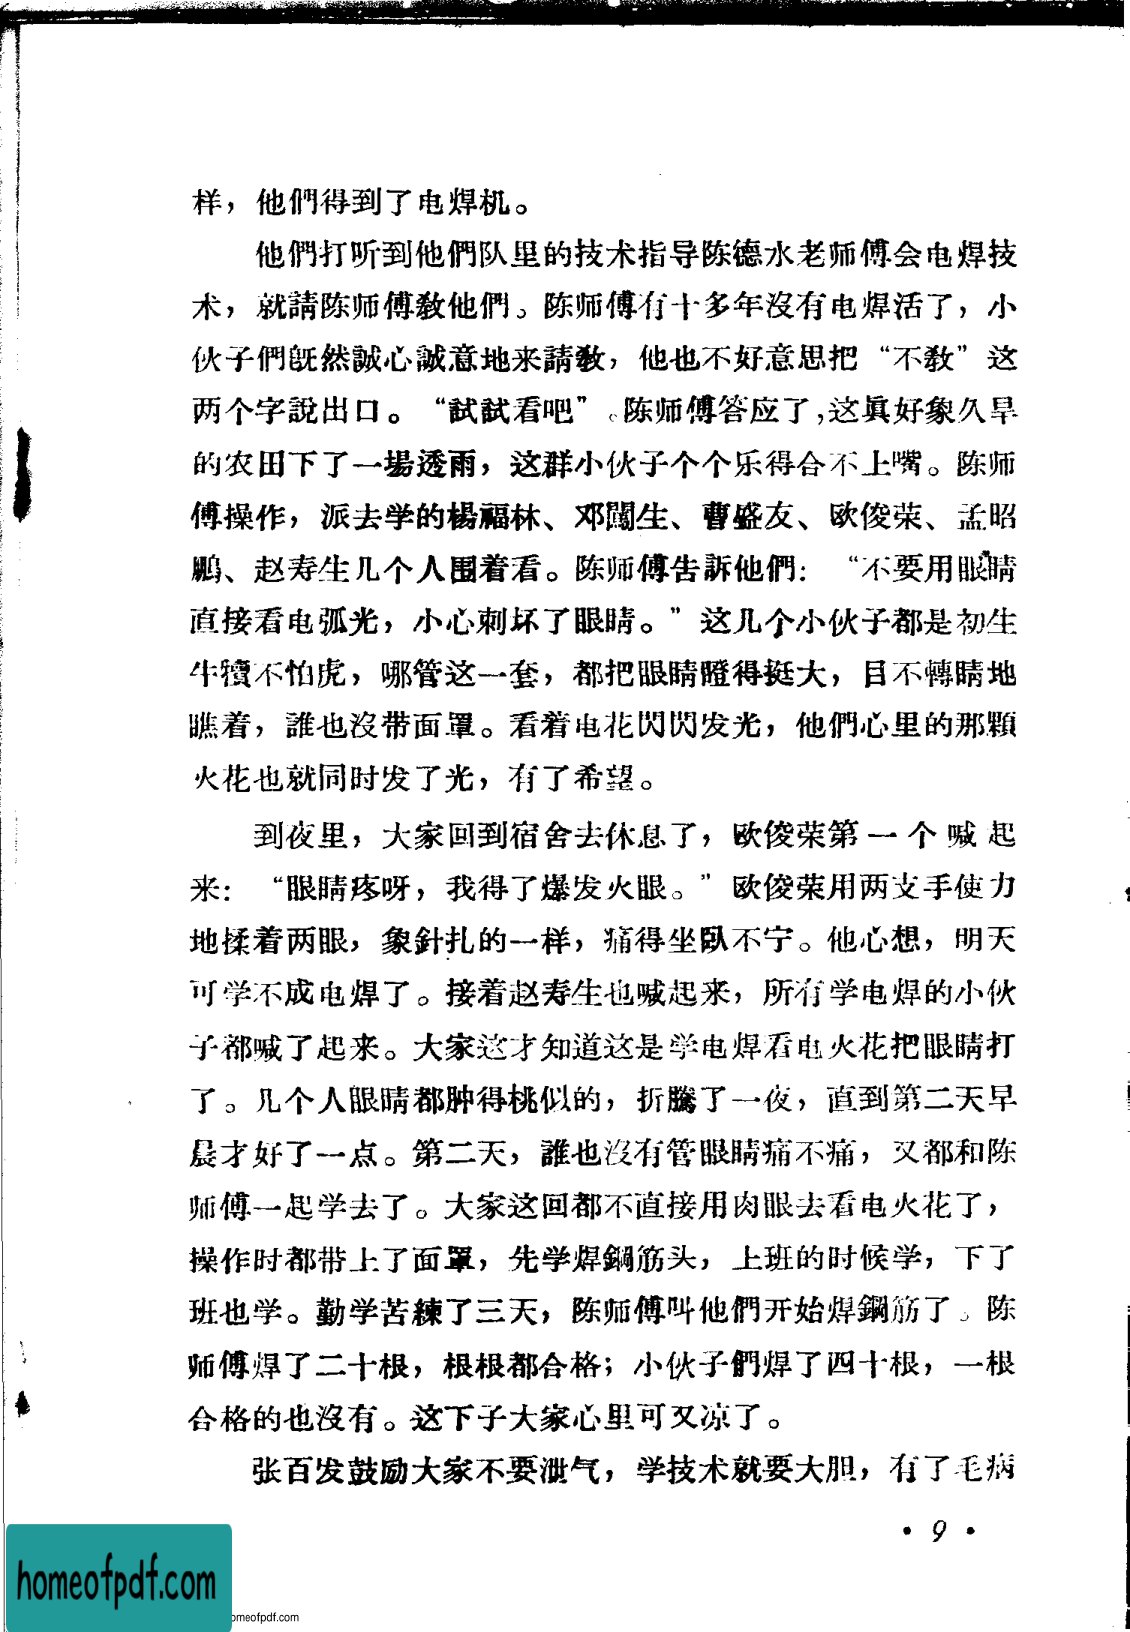 样，他們得到了电焊机。
他們打听到他們队里的技术指导陈德水老师傅会电焊技
术，就請陈师傅敎他們。陈师傅有十多年沒有电焊活了，小
伙子們旣然誠心誠意地来請敎，他也不好意思把“不敎”这
两个字說出口。“試試看吧”。陈师傅答应了，这眞好象久旱
的农田下了一場透雨，这群小伙子个个乐得合不上嘴。陈师
傅操作，派去学的楊福林、邓闊生、曹盛友、欧俊荣、孟昭
鹏、赵寿生几个人围着看。陈师傅告訴他們：“不要用眼睛
直接看电弧光，小心刺坏了眼睛。”这几个小伙子都是初生
牛犢不怕虎，哪管这一套，都把眼睛瞪得挺大，目不轉睛地
瞧着，誰也沒带面罩。看着电花閃閃发光，他們心里的那顆
火花也就同时发了光，有了希望。
到夜里，大家回到宿舍去休息了，欧俊荣第一个喊起
来：“眼睛疼呀，我得了爆发火眼。”欧俊荣用两支手使力
地揉着两眼，象針扎的一样，痛得坐臥不宁。他心想，明天
可学不成电焊了。接着赵寿生也喊起来，所有学电焊的小伙
子都喊了起来。大家这才知道这是学电焊看电火花把眼睛打
了。几个人眼睛都肿得桃似的，折騰了一夜，直到第二天早
晨才好了一点。第二天，誰也沒有管眼睛痛不痛，又都和陈
师傅一起学去了。大家这回都不直接用肉眼去看电火花了，
操作时都带上了面罩，先学焊鋼筋头，上班的时候学，下了
班也学。勤学苦練了三天，陈师傅叫他們开始焊鋼筋了。陈
师傅焊了二十根，根根都合格；小伙子們焊了四十根，一根
合格的也沒有。这下子大家心里可又凉了。
张百发鼓励大家不要泄气，学技术就要大胆，有了毛病
• 9 •
homeofpdf.com
omeofpdf.com